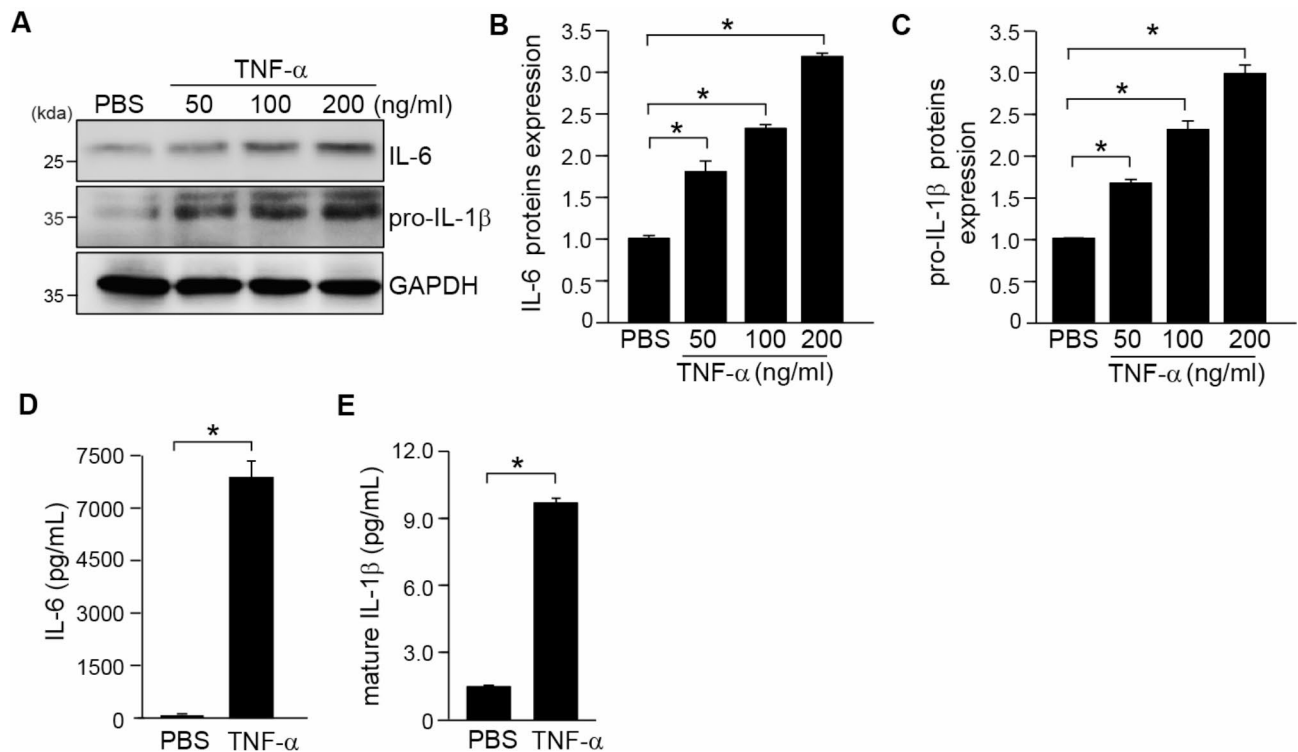 A
TNF-α
(kda) PBS 50 100 200 (ng/ml)
25 IL-6
35 pro-IL-1β
35 GAPDH
B
IL-6 proteins expression
3.5
3.0
2.5
2.0
1.5
1.0
0.5
0
*
*
*
PBS 50 100 200
TNF-α (ng/ml)
C
pro-IL-1β proteins
expression
3.5
3.0
2.5
2.0
1.5
1.0
0.5
0
*
*
*
PBS 50 100 200
TNF-α (ng/ml)
D
IL-6 (pg/mL)
7500
7000
4500
3000
1500
0
*
PBS TNF-α
E
mature IL-1β (pg/mL)
12.0
9.0
6.0
3.0
0
*
PBS TNF-α